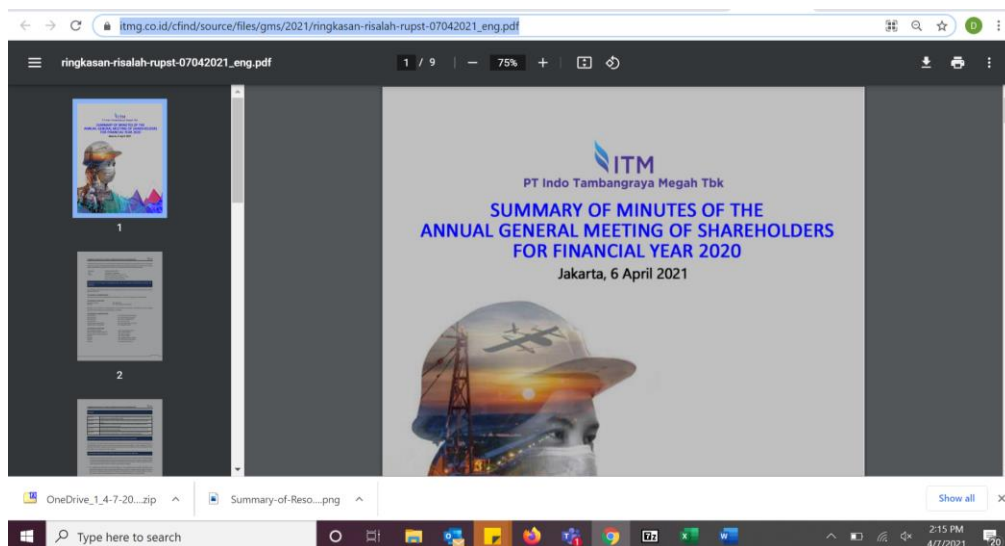 itmg.co.id/cfind/source/files/gms/2021/ringkasan-risalah-rupst-07042021_eng.pdf
D
ringkasan-risalah-rupst-07042021_eng.pdf
1 / 9
75%
ITM
PT Indo Tambangraya Megah Tbk
SUMMARY OF MINUTES OF THE
ANNUAL GENERAL MEETING OF SHAREHOLDERS
FOR FINANCIAL YEAR 2020
Jakarta, 6 April 2021
1
2
OneDrive_1_4-7-20....zip
Summary-of-Reso....png
Show all
Type here to search
2:15 PM
4/7/2021
20